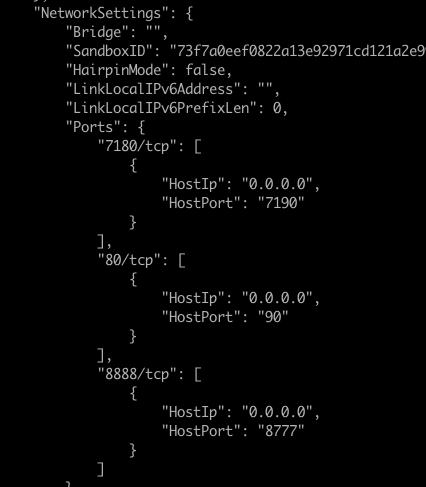 "NetworkSettings": {
"Bridge": "",
"SandboxID": "73f7a0eef0822a13e92971cd121a2e9
"HairpinMode": false,
"LinkLocalIPv6Address": "",
"LinkLocalIPv6PrefixLen": 0,
"Ports": {
"7180/tcp": [
{
"HostIp": "0.0.0.0",
"HostPort": "7190"
}
],
"80/tcp": [
{
"HostIp": "0.0.0.0",
"HostPort": "90"
}
],
"8888/tcp": [
{
"HostIp": "0.0.0.0",
"HostPort": "8777"
}
]